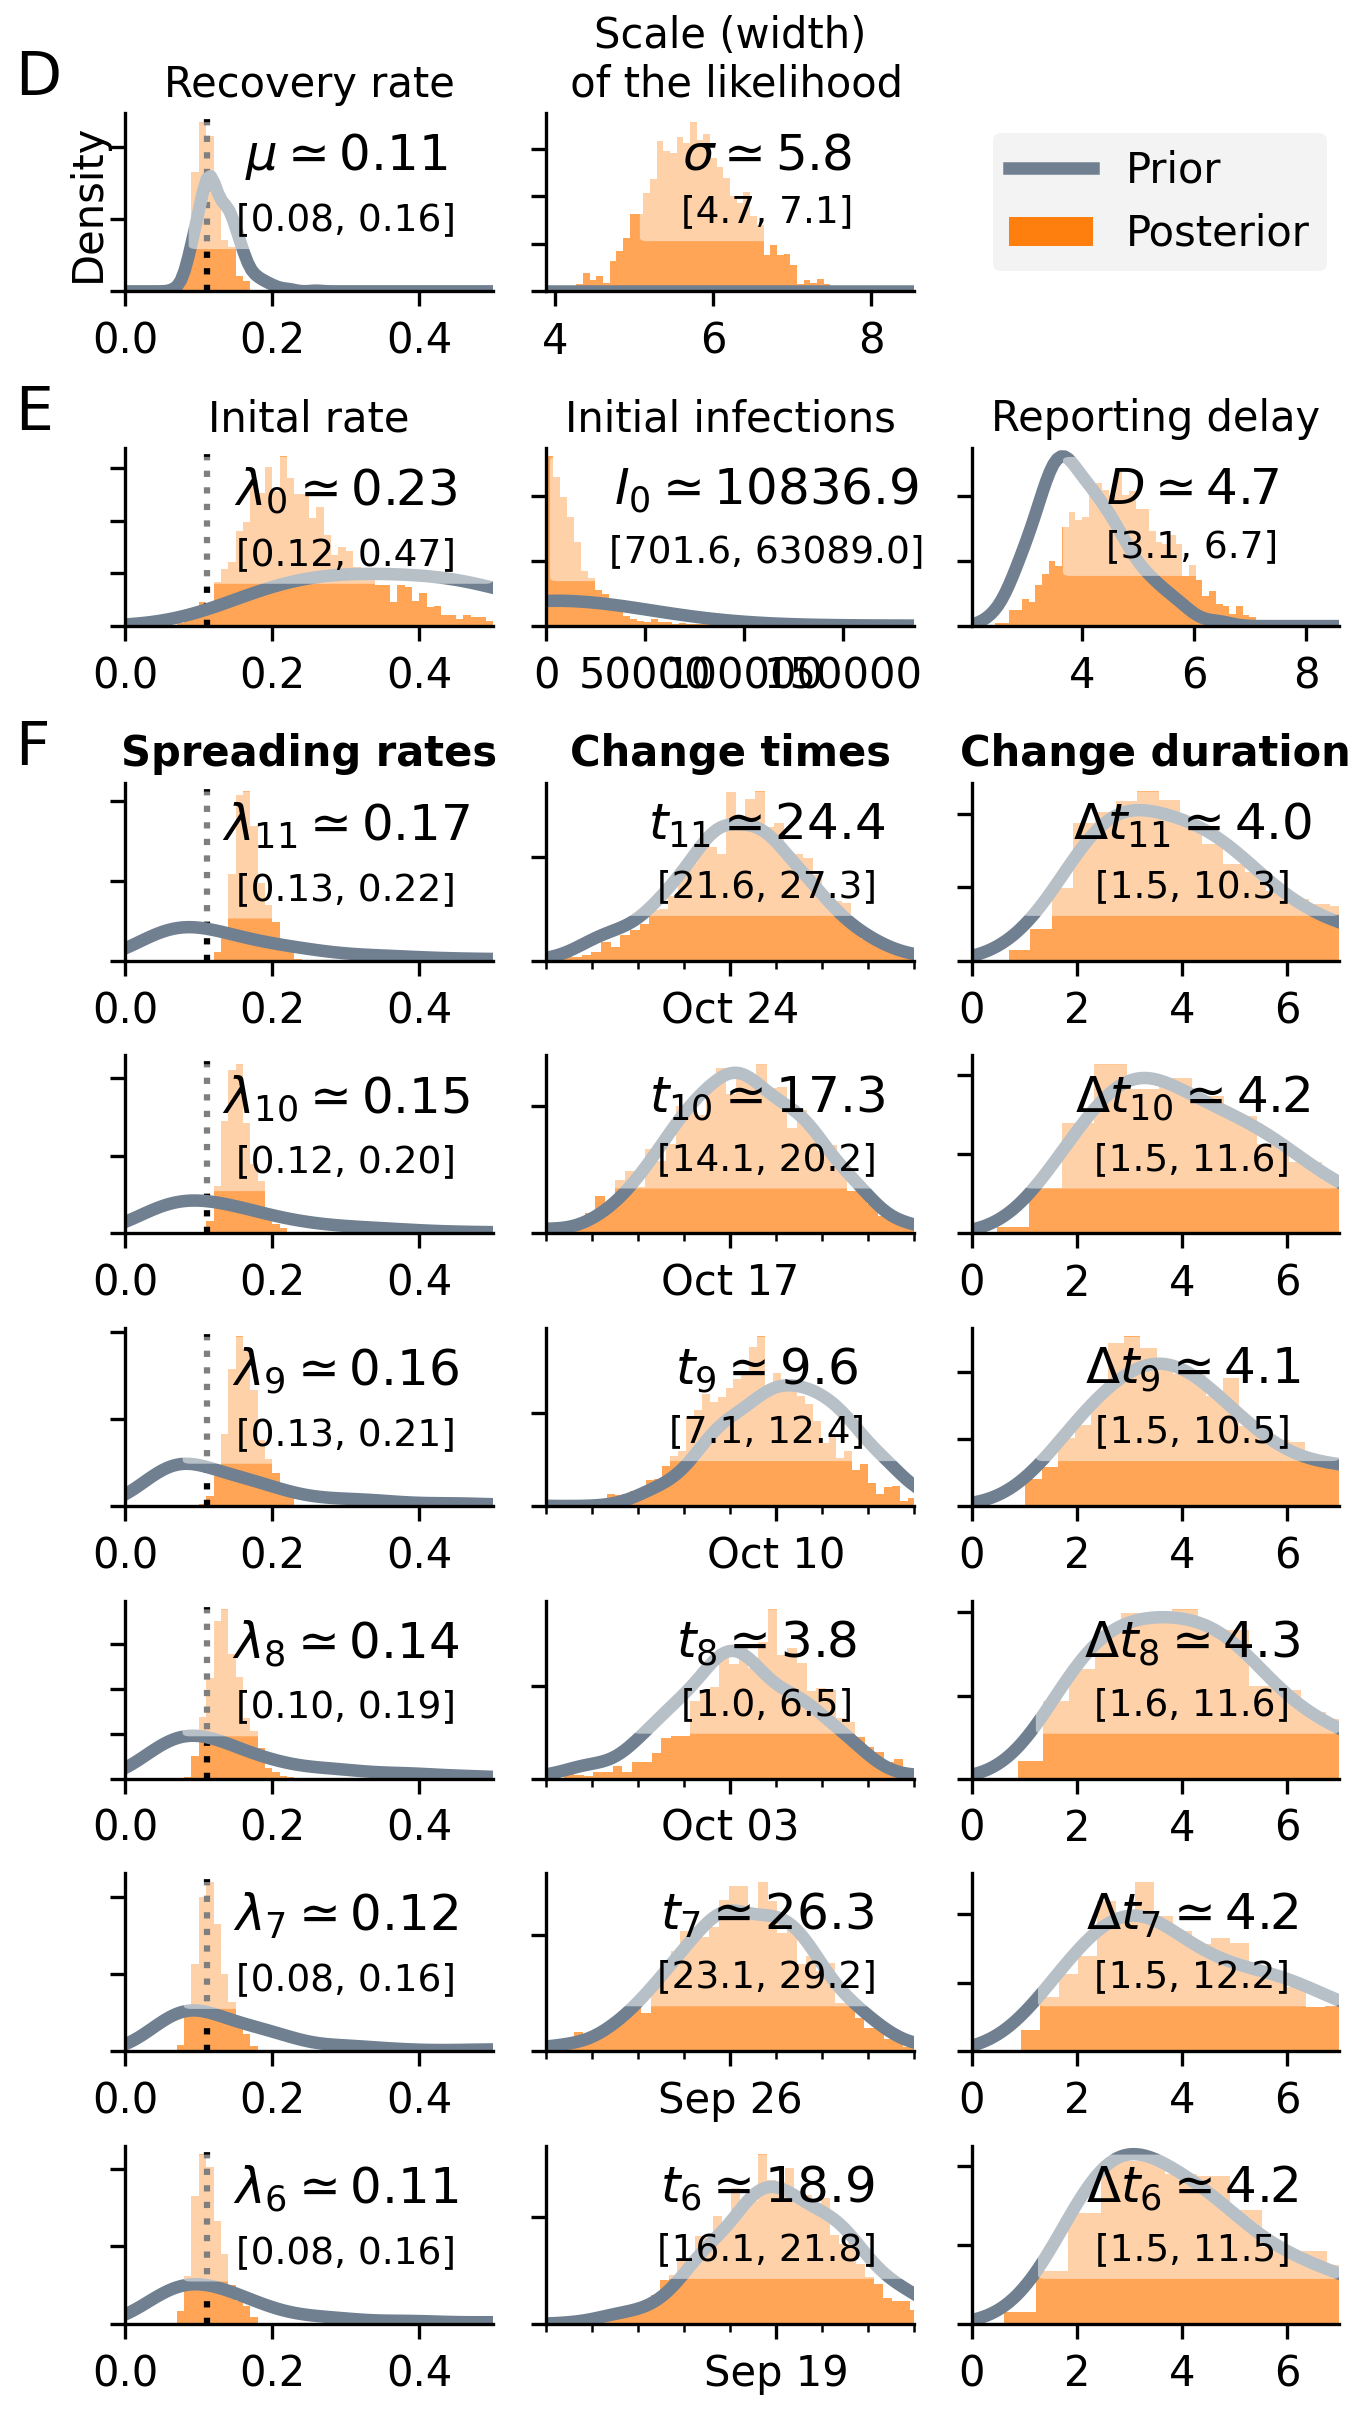 D
Recovery rate
Scale (width)
of the likelihood
Density
μ ≃ 0.11
[0.08, 0.16]
0.0 0.2 0.4
σ ≃ 5.8
[4.7, 7.1]
4 6 8
Prior
Posterior
E
Inital rate
λ0 ≃ 0.23
[0.12, 0.47]
0.0 0.2 0.4
Initial infections
I0 ≃ 10836.9
[701.6, 63089.0]
0 50000 100000 150000
Reporting delay
D ≃ 4.7
[3.1, 6.7]
4 6 8
F
Spreading rates Change times Change duration
λ11 ≃ 0.17
[0.13, 0.22]
0.0 0.2 0.4
t11 ≃ 24.4
[21.6, 27.3]
Oct 24
Δt11 ≃ 4.0
[1.5, 10.3]
0 2 4 6
λ10 ≃ 0.15
[0.12, 0.20]
0.0 0.2 0.4
t10 ≃ 17.3
[14.1, 20.2]
Oct 17
Δt10 ≃ 4.2
[1.5, 11.6]
0 2 4 6
λ9 ≃ 0.16
[0.13, 0.21]
0.0 0.2 0.4
t9 ≃ 9.6
[7.1, 12.4]
Oct 10
Δt9 ≃ 4.1
[1.5, 10.5]
0 2 4 6
λ8 ≃ 0.14
[0.10, 0.19]
0.0 0.2 0.4
t8 ≃ 3.8
[1.0, 6.5]
Oct 03
Δt8 ≃ 4.3
[1.6, 11.6]
0 2 4 6
λ7 ≃ 0.12
[0.08, 0.16]
0.0 0.2 0.4
t7 ≃ 26.3
[23.1, 29.2]
Sep 26
Δt7 ≃ 4.2
[1.5, 12.2]
0 2 4 6
λ6 ≃ 0.11
[0.08, 0.16]
0.0 0.2 0.4
t6 ≃ 18.9
[16.1, 21.8]
Sep 19
Δt6 ≃ 4.2
[1.5, 11.5]
0 2 4 6